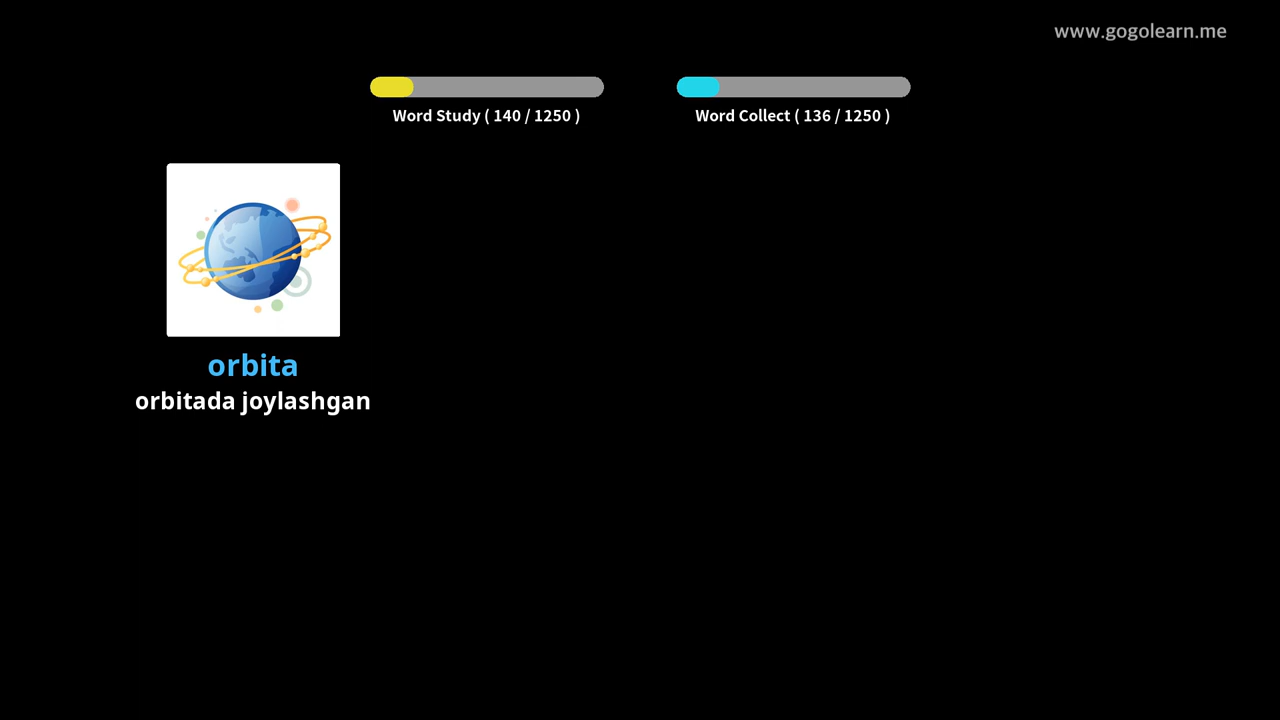 www.gogolearn.me
Word Study ( 140 / 1250 )
Word Collect ( 136 / 1250 )
orbita
orbitada joylashgan